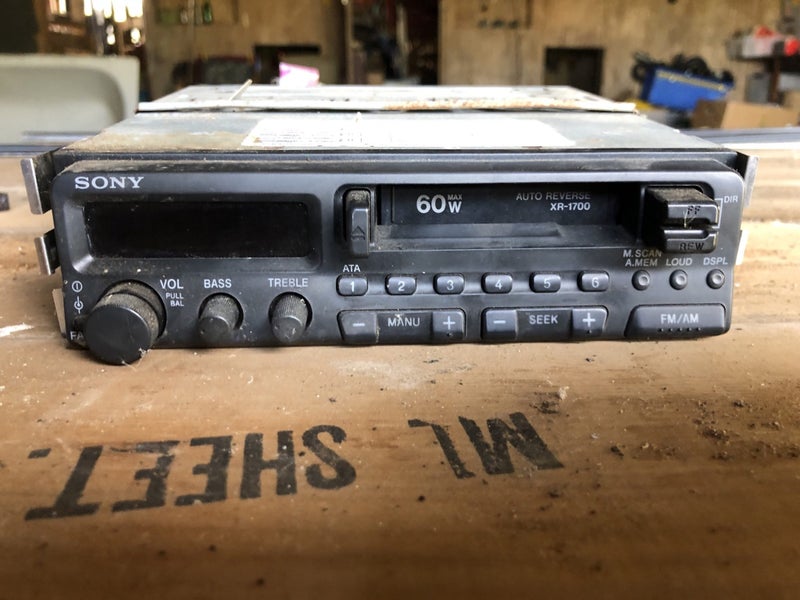 SONY
60W MAX
AUTO REVERSE
XR-1700
DIR
FF
REW
VOL
PULL
BAL
BASS
TREBLE
ATA
1 2 3 4 5 6
M.SCAN
A.MEM
LOUD
DSPL
- MANU +
- SEEK +
FM/AM
ML SHEET.